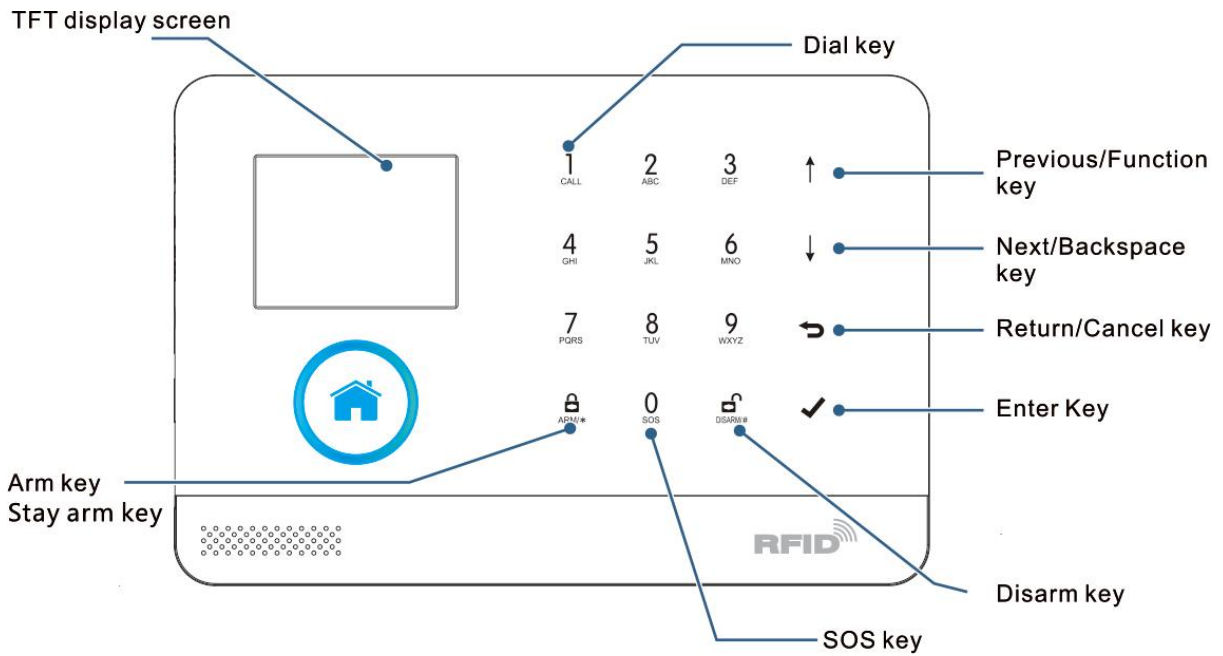 TFT display screen
Dial key
1 2 3 ↑
CALL ABC DEF
Previous/Function
key
4 5 6 ↓
GHI JKL MNO
Next/Backspace
key
7 8 9
PQRS TUV WXYZ
Return/Cancel key
0
ARM/* SOS DISARM/#
Enter Key
Arm key
Stay arm key
RFID
Disarm key
SOS key